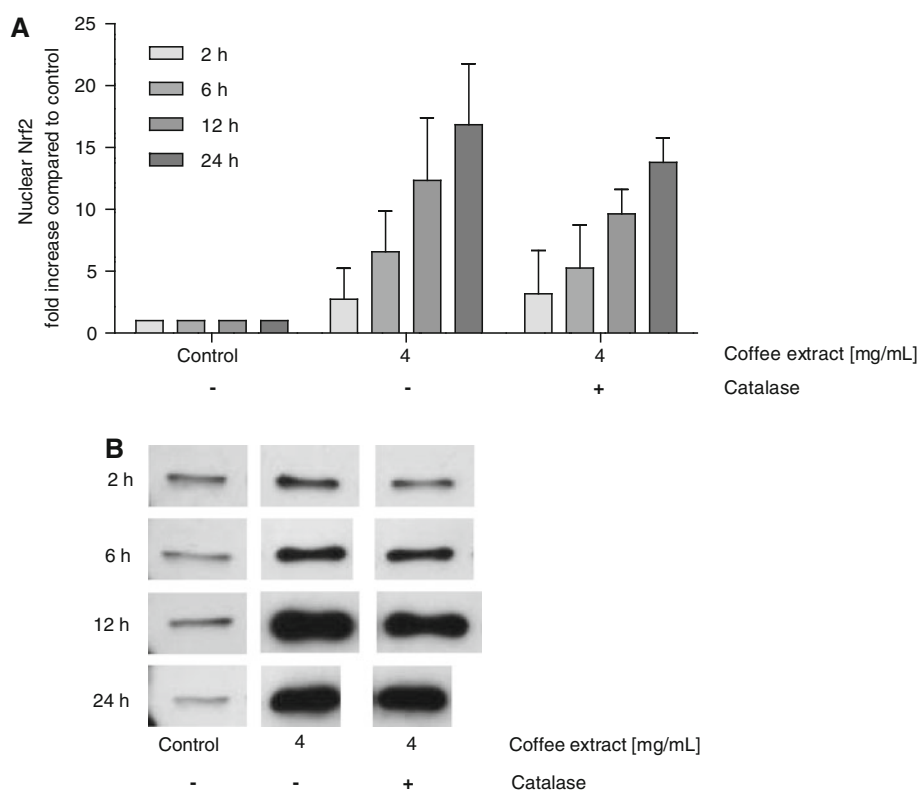 A
Nuclear Nrf2
fold increase compared to control
25
20
15
10
5
0
2 h
6 h
12 h
24 h
Control 4 4 Coffee extract [mg/mL]
- - + Catalase
B
2 h
6 h
12 h
24 h
Control 4 4 Coffee extract [mg/mL]
- - + Catalase